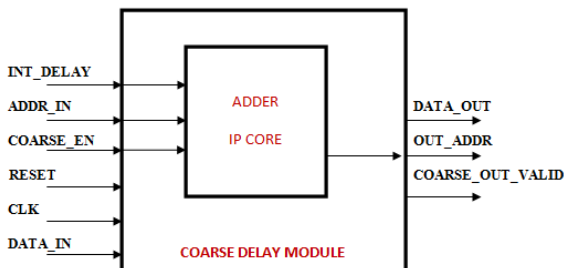 INT_DELAY
ADDR_IN
COARSE_EN
RESET
CLK
DATA_IN
ADDER
IP CORE
DATA_OUT
OUT_ADDR
COARSE_OUT_VALID
COARSE DELAY MODULE